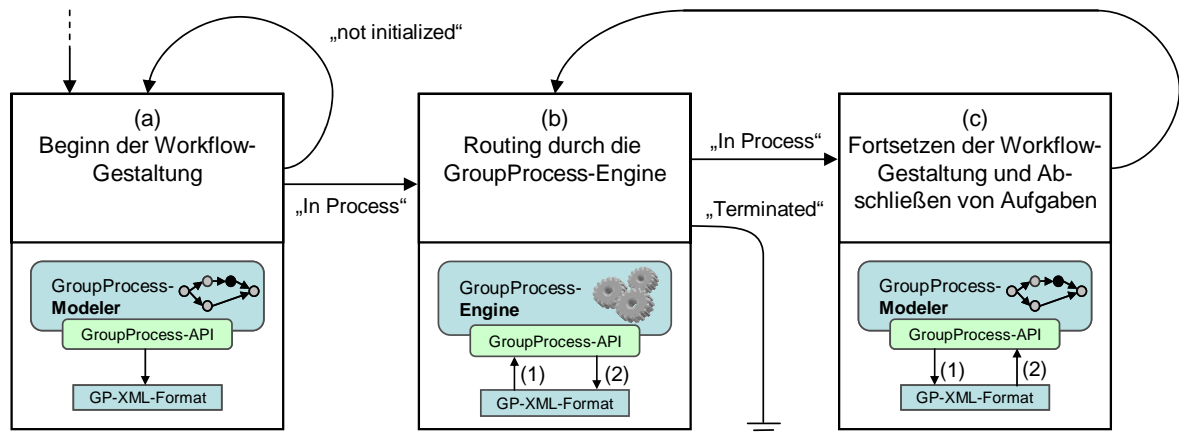 „not initialized“
(a)
Beginn der Workflow-
Gestaltung
„In Process“
GroupProcess-
Modeler
GroupProcess-API
GP-XML-Format
(b)
Routing durch die
GroupProcess-Engine
„In Process“
„Terminated“
GroupProcess-
Engine
GroupProcess-API
(1)
(2)
GP-XML-Format
(c)
Fortsetzen der Workflow-
Gestaltung und Ab-
schließen von Aufgaben
GroupProcess-
Modeler
GroupProcess-API
(1)
(2)
GP-XML-Format